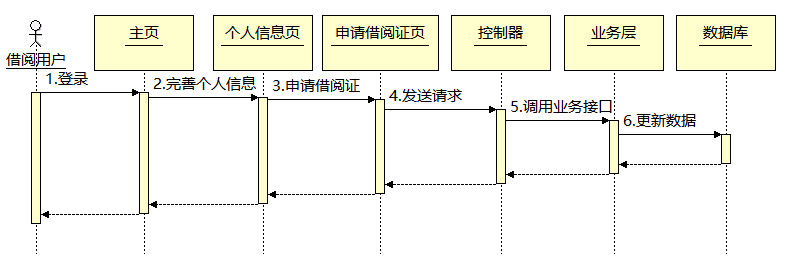 借阅用户
主页
个人信息页
申请借阅证页
控制器
业务层
数据库
1.登录
2.完善个人信息
3.申请借阅证
4.发送请求
5.调用业务接口
6.更新数据